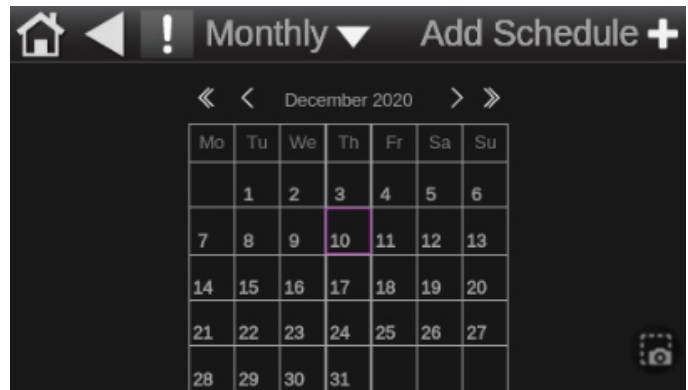 ! Monthly Add Schedule +
« < December 2020 > »
Mo Tu We Th Fr Sa Su
1 2 3 4 5 6
7 8 9 10 11 12 13
14 15 16 17 18 19 20
21 22 23 24 25 26 27
28 29 30 31